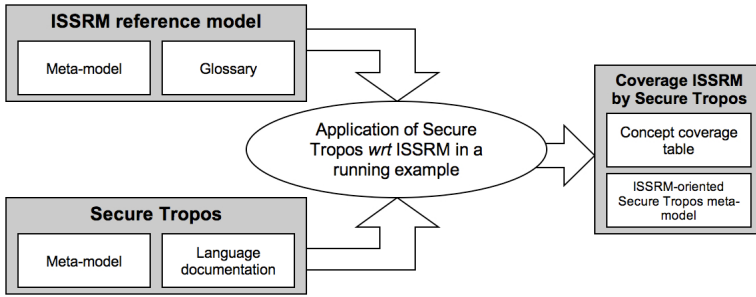 ISSRM reference model
Meta-model
Glossary
Application of Secure
Tropos wrt ISSRM in a
running example
Secure Tropos
Meta-model
Language
documentation
Coverage ISSRM
by Secure Tropos
Concept coverage
table
ISSRM-oriented
Secure Tropos meta-
model